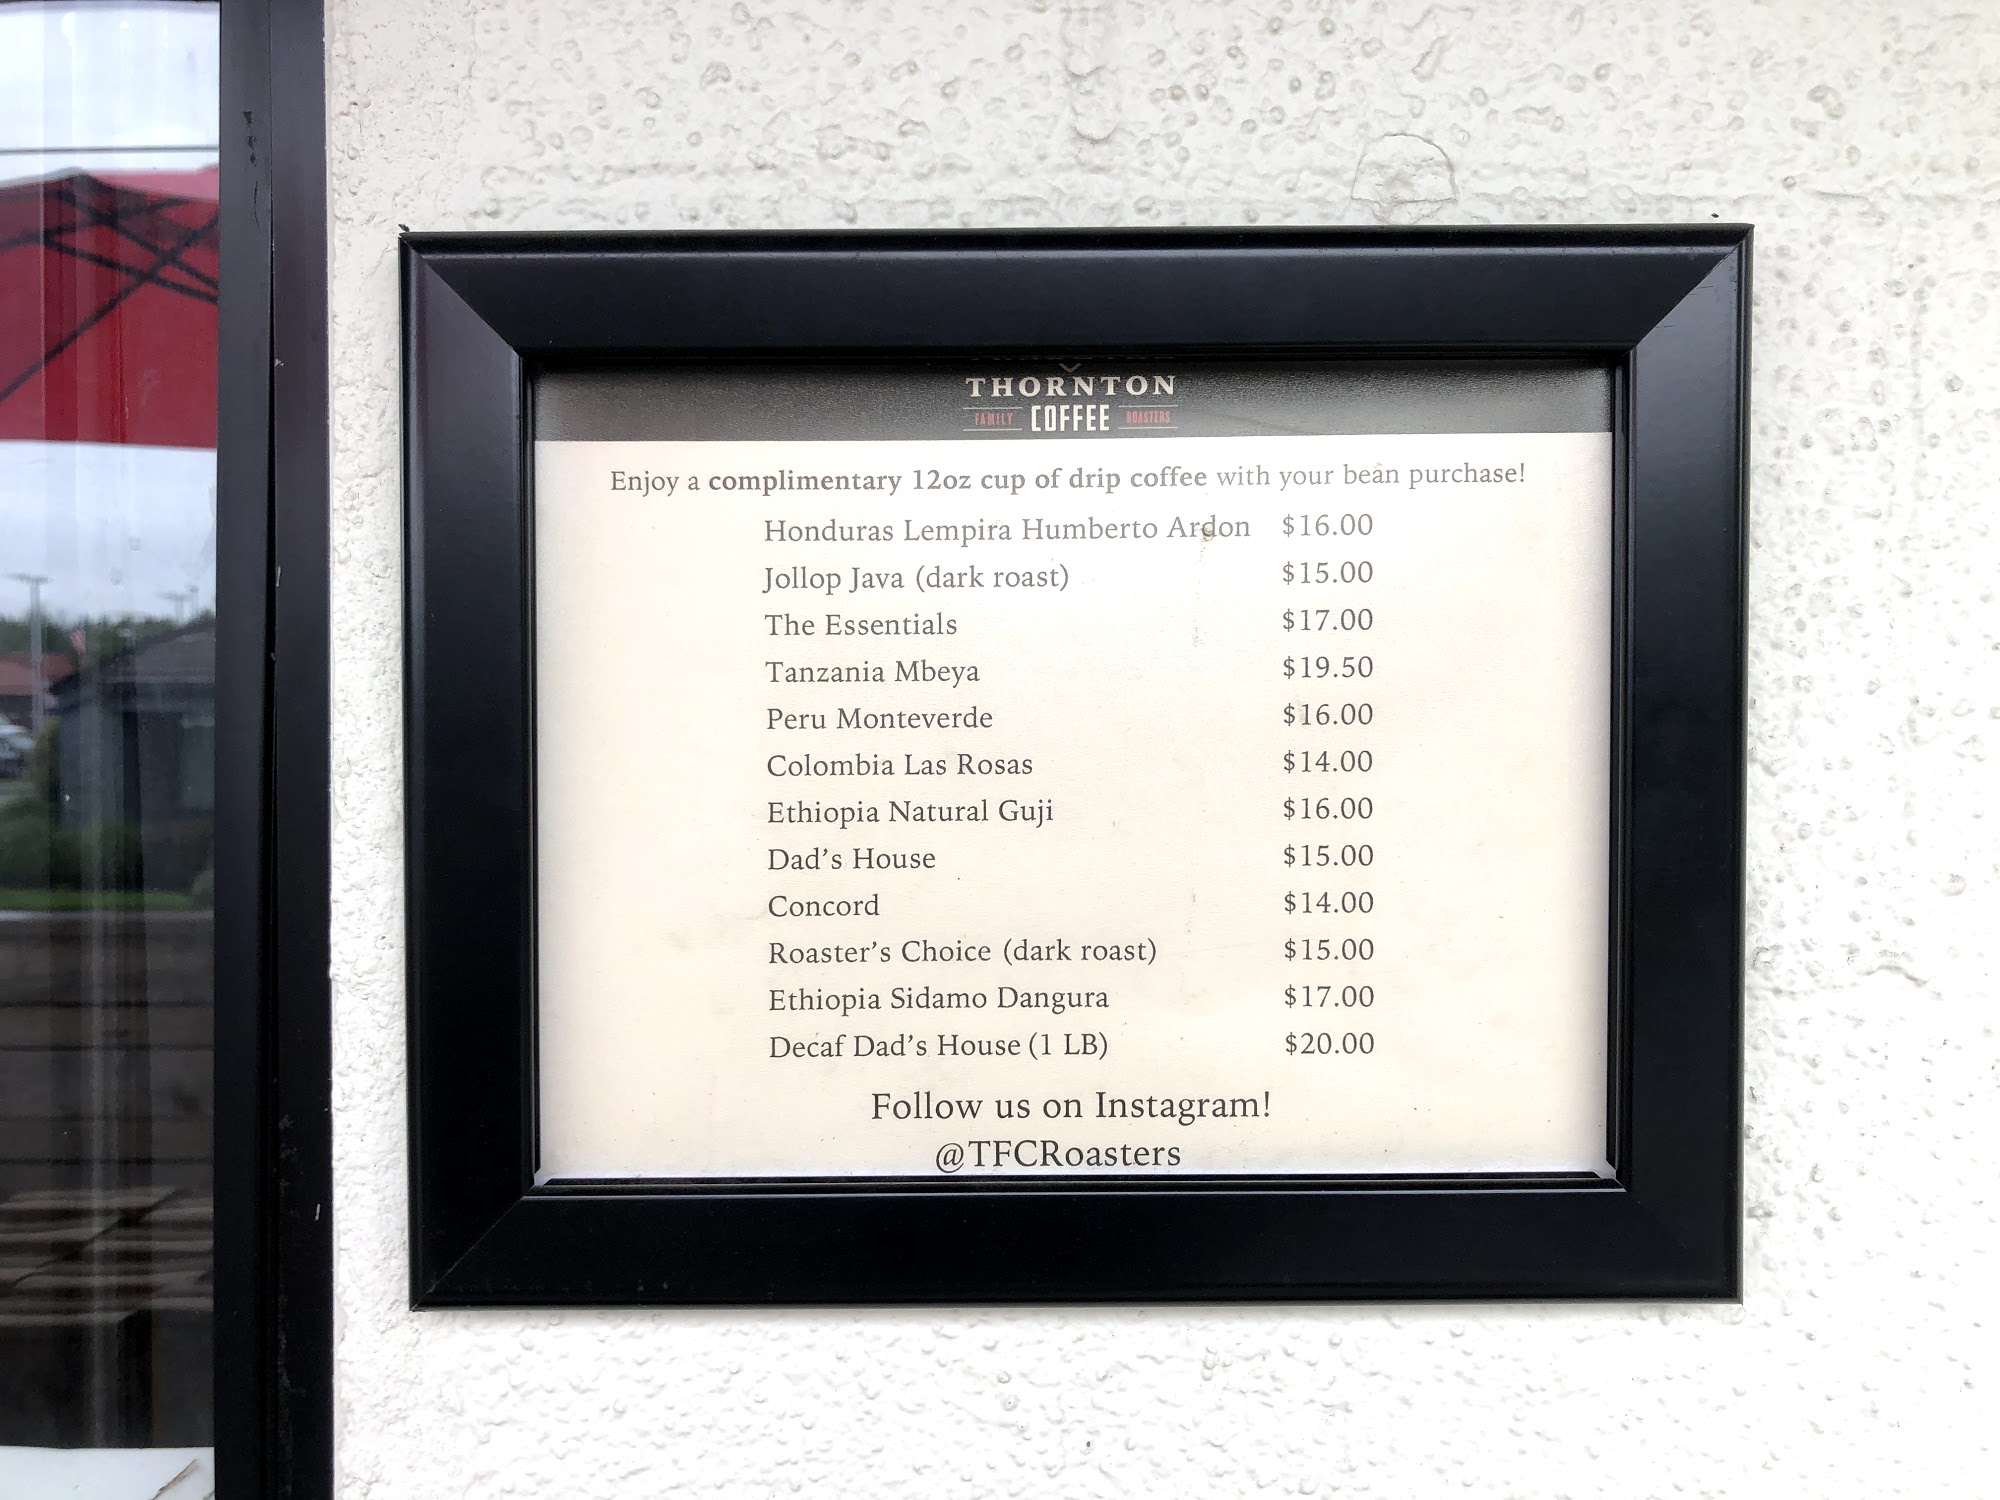 THORNTON
FAMILY COFFEE ROASTERS
Enjoy a complimentary 12oz cup of drip coffee with your bean purchase!
Honduras Lempira Humberto Ardon $16.00
Jollop Java (dark roast) $15.00
The Essentials $17.00
Tanzania Mbeya $19.50
Peru Monteverde $16.00
Colombia Las Rosas $14.00
Ethiopia Natural Guji $16.00
Dad's House $15.00
Concord $14.00
Roaster's Choice (dark roast) $15.00
Ethiopia Sidamo Dangura $17.00
Decaf Dad's House (1 LB) $20.00
Follow us on Instagram!
@TFCRoasters